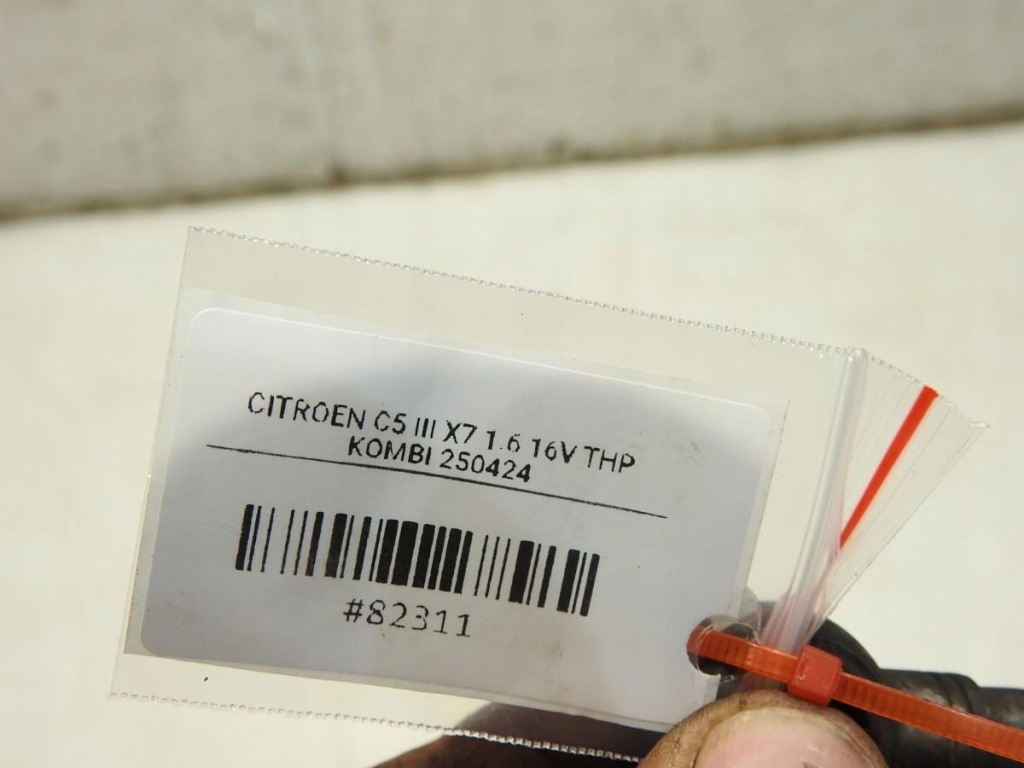 CITROEN C5 III X7 1.6 16V THP
KOMBI 250424
#82311